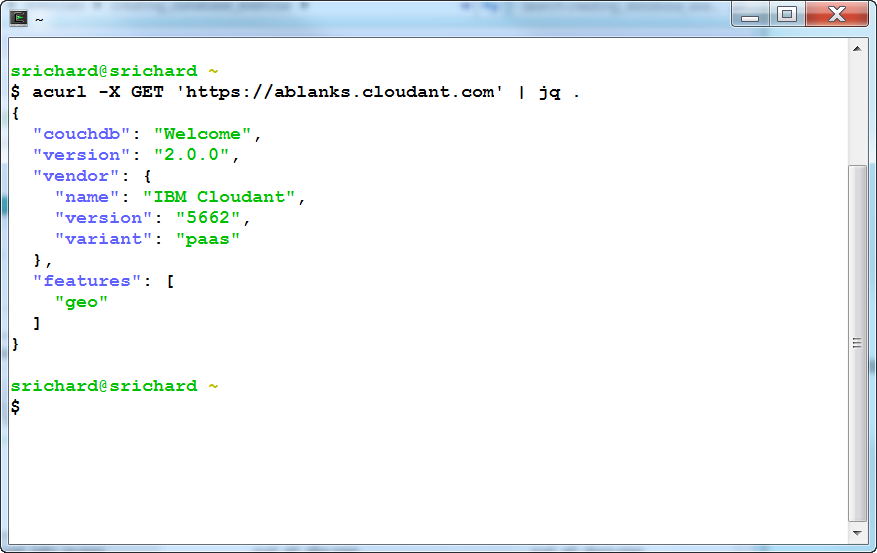 ~
srichard@srichard ~
$ acurl -X GET 'https://ablanks.cloudant.com' | jq .
{
  "couchdb": "Welcome",
  "version": "2.0.0",
  "vendor": {
    "name": "IBM Cloudant",
    "version": "5662",
    "variant": "paas"
  },
  "features": [
    "geo"
  ]
}
srichard@srichard ~
$